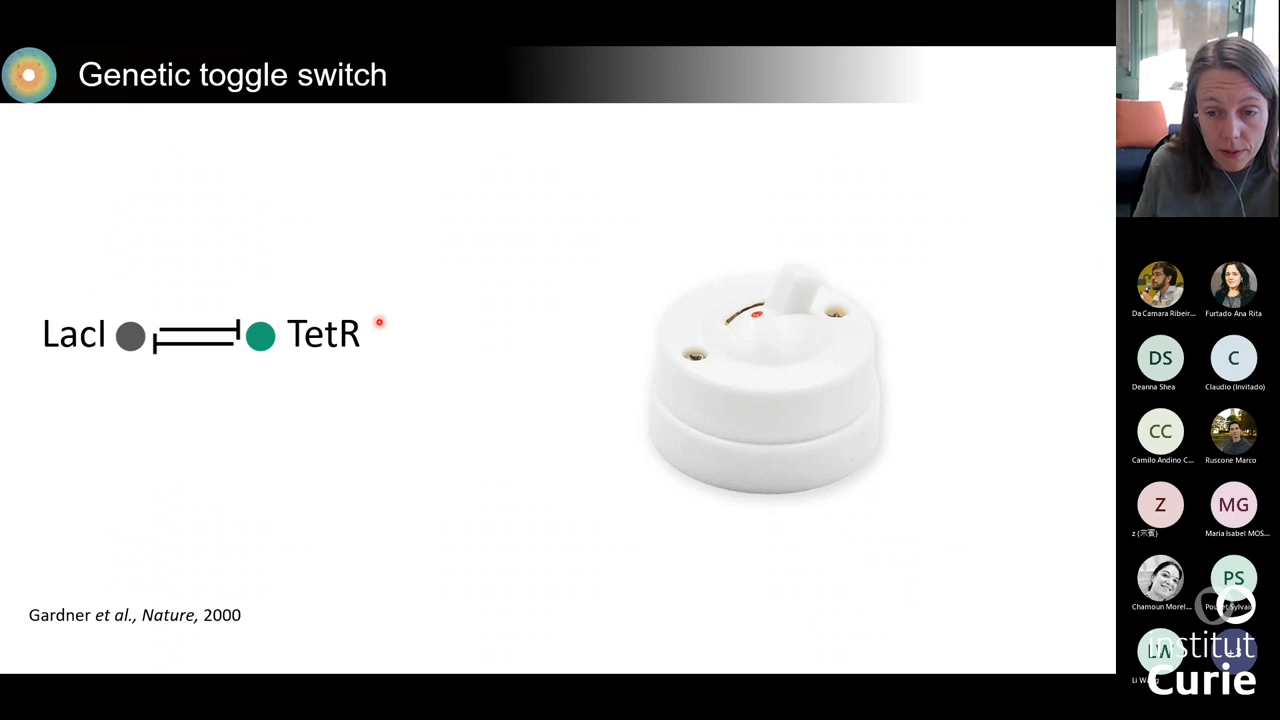 Genetic toggle switch
LacI
TetR
Gardner et al., Nature, 2000
Da Camara Ribeir...
Furtado Ana Rita
DS
C
Deanna Shea
Claudio (Invitado)
CC
Camilo Andino C...
Ruscone Marco
Z
MG
Maria Isabel MOS...
PS
Chamoun Morel...
LW
institut
Curie